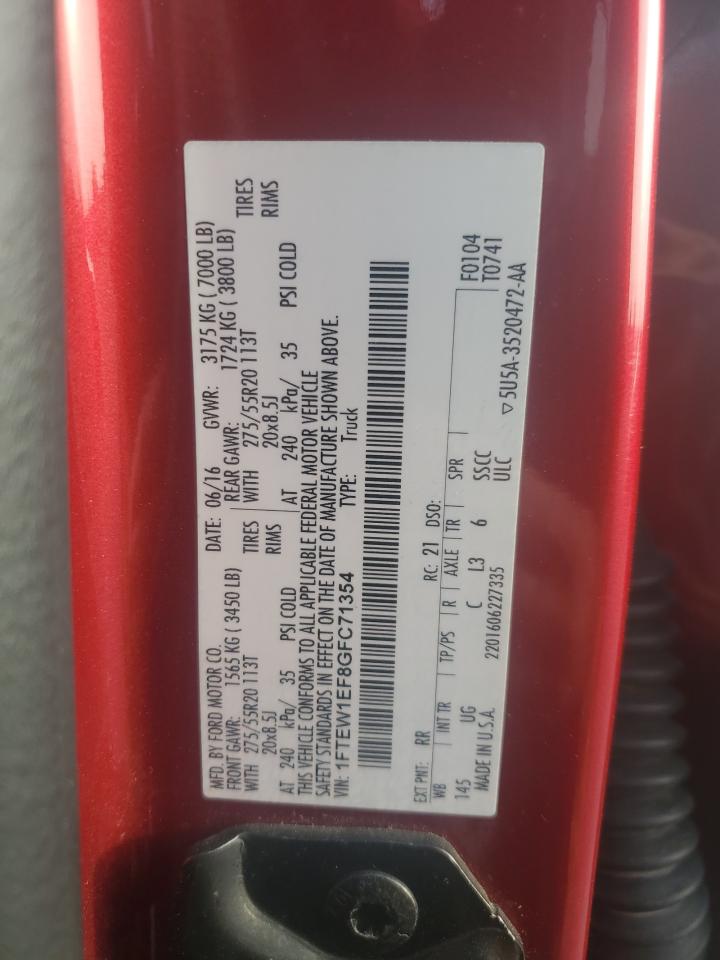 MFD. BY FORD MOTOR CO.
DATE: 06/16 GVWR: 3175 KG ( 7000 LB)
FRONT GAWR: 1565 KG ( 3450 LB) REAR GAWR: 1724 KG ( 3800 LB)
WITH 275/55R20 113T TIRES WITH 275/55R20 113T TIRES
20x8.5J RIMS 20x8.5J RIMS
AT 240 kPa/ 35 PSI COLD AT 240 kPa/ 35 PSI COLD
THIS VEHICLE CONFORMS TO ALL APPLICABLE FEDERAL MOTOR VEHICLE
SAFETY STANDARDS IN EFFECT ON THE DATE OF MANUFACTURE SHOWN ABOVE.
VIN: 1FTEW1EF8GFC71354 TYPE: Truck
EXT PNT: RR RC: 21 DSO:
WB INT TR TP/PS R AXLE TR SPR F0104
T0741
145 UG C L3 6 SSCC
ULC
MADE IN U.S.A. 2201606227335
▽5U5A-3520472-AA